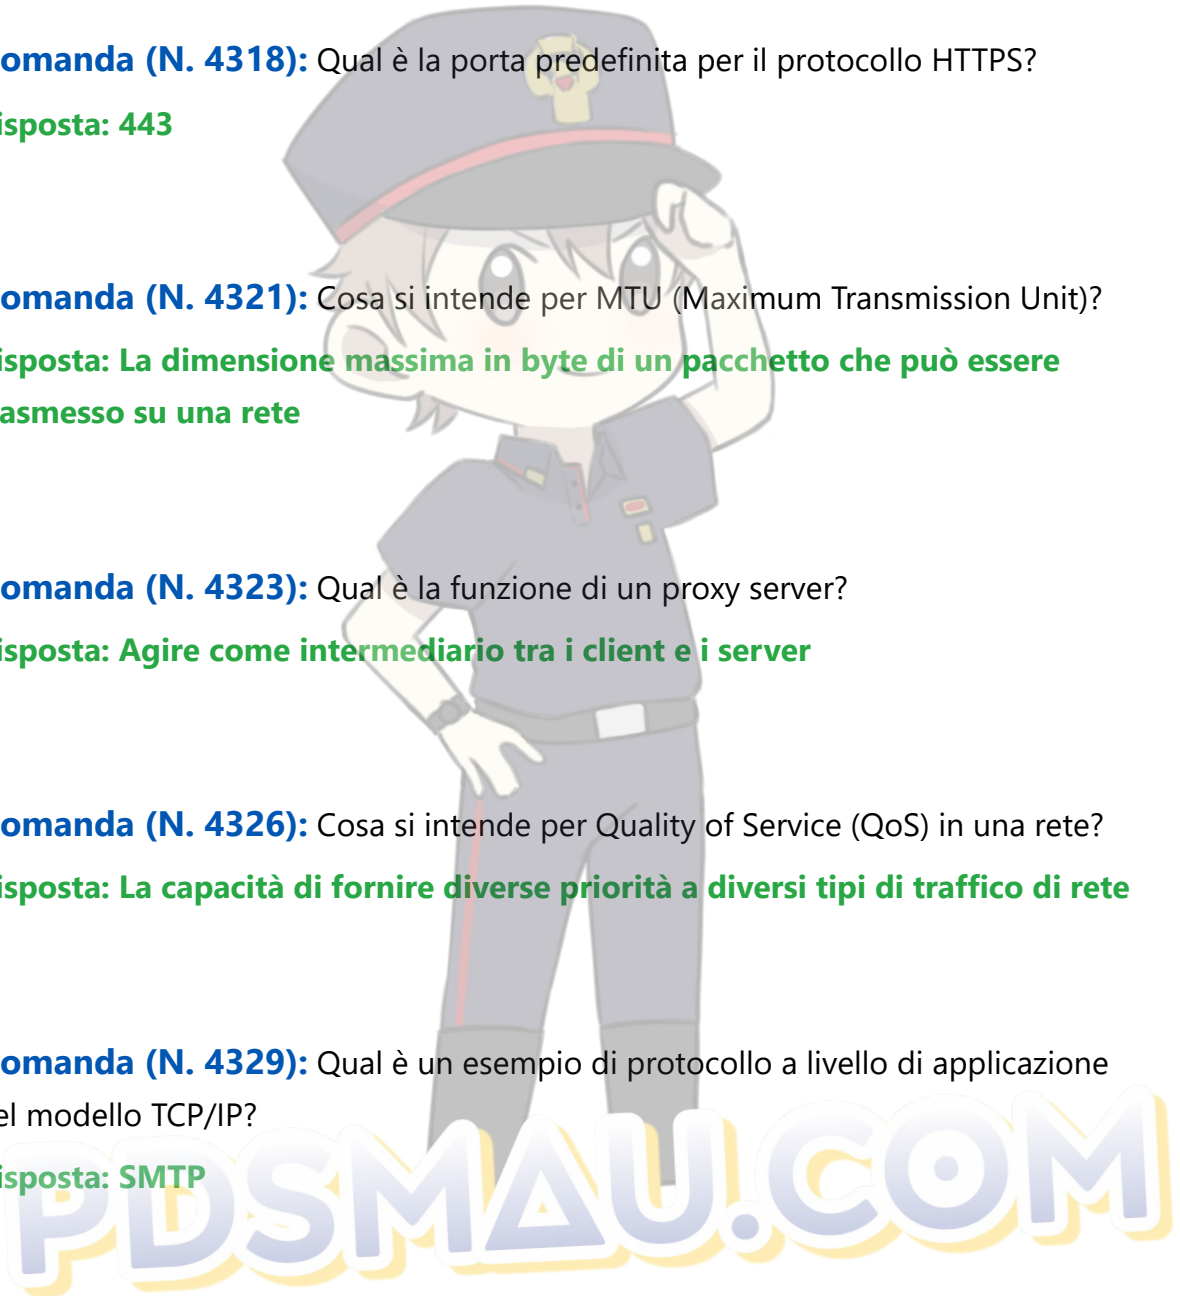 omanda (N. 4318): Qual è la porta predefinita per il protocollo HTTPS?
isposta: 443
omanda (N. 4321): Cosa si intende per MTU (Maximum Transmission Unit)?
isposta: La dimensione massima in byte di un pacchetto che può essere
asmesso su una rete
omanda (N. 4323): Qual è la funzione di un proxy server?
isposta: Agire come intermediario tra i client e i server
omanda (N. 4326): Cosa si intende per Quality of Service (QoS) in una rete?
isposta: La capacità di fornire diverse priorità a diversi tipi di traffico di rete
omanda (N. 4329): Qual è un esempio di protocollo a livello di applicazione
el modello TCP/IP?
isposta: SMTP
PDSMAU.COM